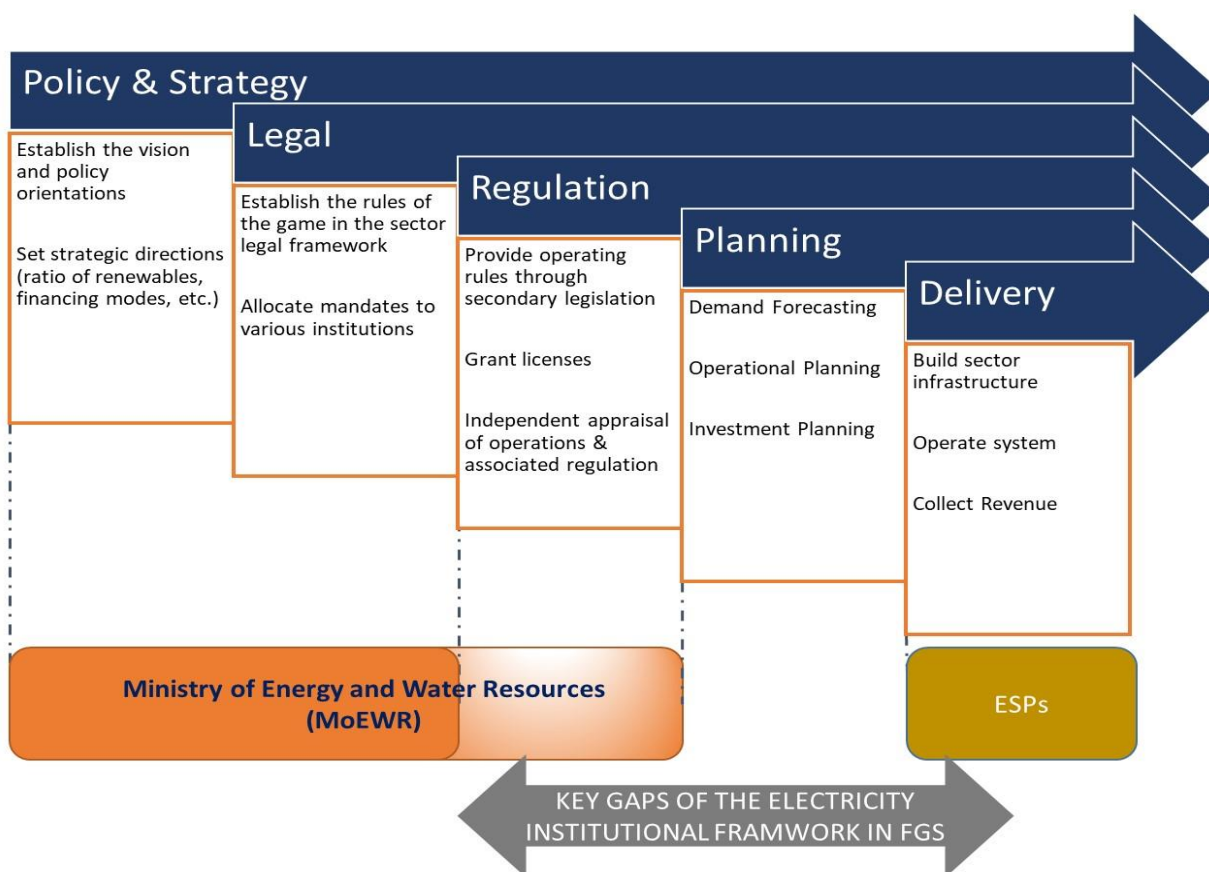 Policy & Strategy
Establish the vision
and policy
orientations
Set strategic directions
(ratio of renewables,
financing modes, etc.)
Legal
Establish the rules of
the game in the sector
legal framework
Allocate mandates to
various institutions
Regulation
Provide operating
rules through
secondary legislation
Grant licenses
Independent appraisal
of operations &
associated regulation
Planning
Demand Forecasting
Operational Planning
Investment Planning
Delivery
Build sector
infrastructure
Operate system
Collect Revenue
Ministry of Energy and Water Resources
(MoEWR)
ESPs
KEY GAPS OF THE ELECTRICITY
INSTITUTIONAL FRAMWORK IN FGS